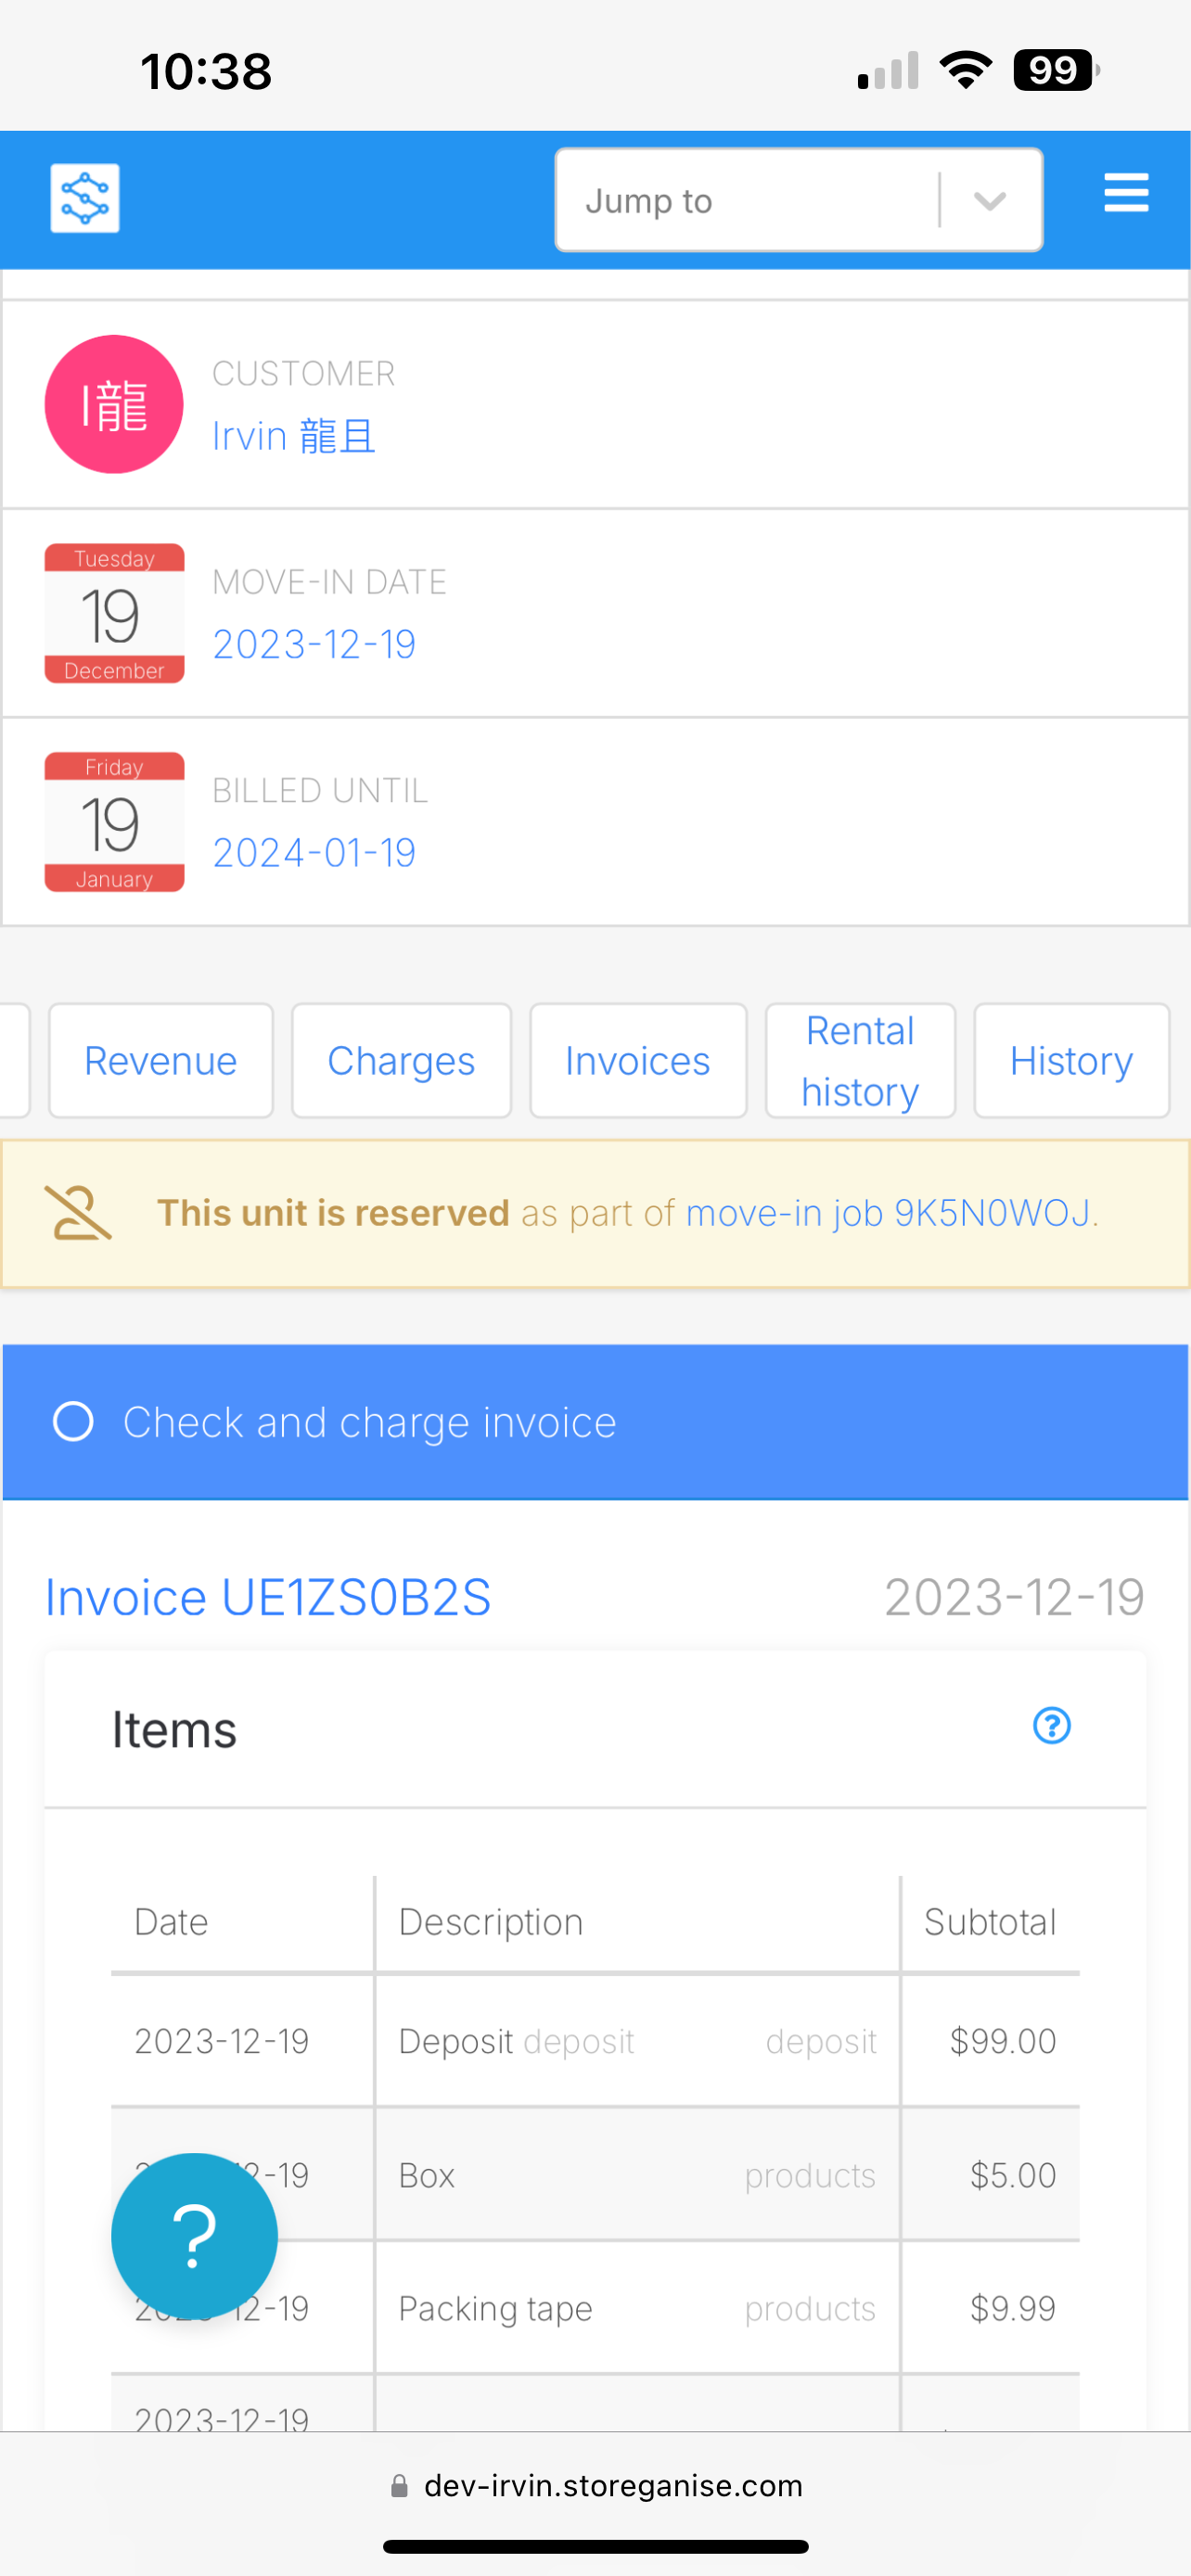 10:38
99
Jump to
I龍
CUSTOMER
Irvin 龍且
Tuesday
19
December
MOVE-IN DATE
2023-12-19
Friday
19
January
BILLED UNTIL
2024-01-19
Revenue
Charges
Invoices
Rental
history
History
This unit is reserved as part of move-in job 9K5N0WOJ.
Check and charge invoice
Invoice UE1ZS0B2S 2023-12-19
Items ?
Date Description Subtotal
2023-12-19 Deposit deposit deposit $99.00
2-19 Box products $5.00
12-19 Packing tape products $9.99
?
2023-12-19
dev-irvin.storeganise.com